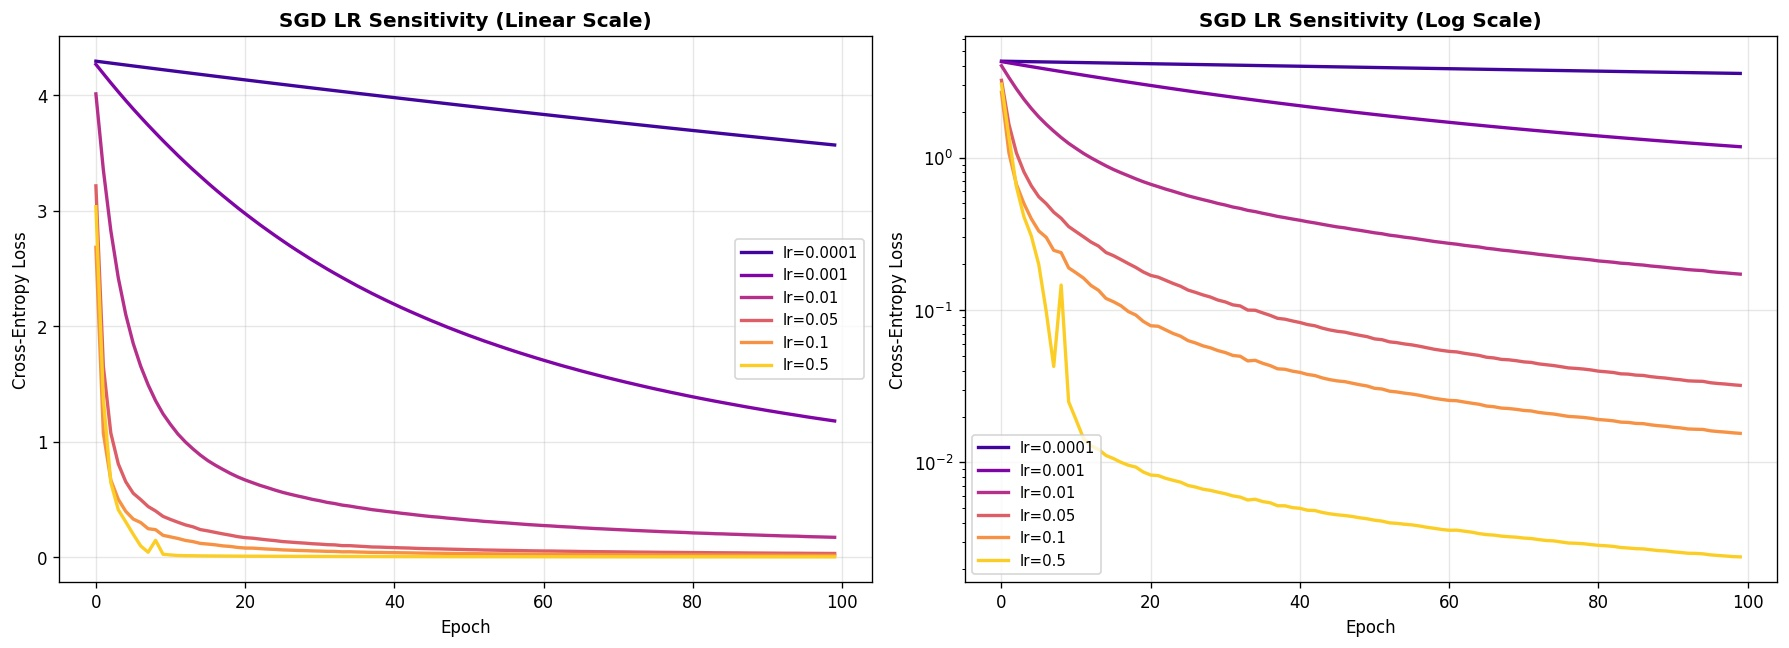 SGD LR Sensitivity (Linear Scale)
Cross-Entropy Loss
4
3
2
1
0
lr=0.0001
lr=0.001
lr=0.01
lr=0.05
lr=0.1
lr=0.5
0 20 40 60 80 100
Epoch
SGD LR Sensitivity (Log Scale)
Cross-Entropy Loss
10⁰
10⁻¹
10⁻²
lr=0.0001
lr=0.001
lr=0.01
lr=0.05
lr=0.1
lr=0.5
0 20 40 60 80 100
Epoch